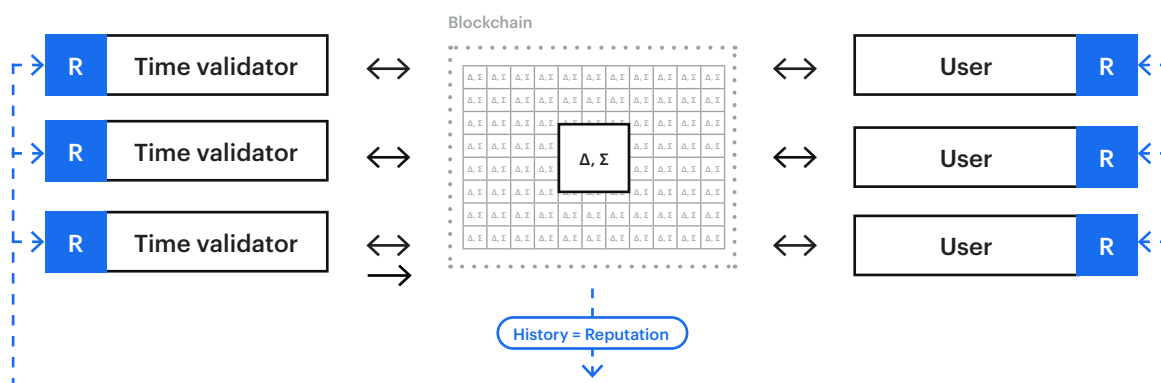 Blockchain
R Time validator
R Time validator
R Time validator
Δ, Σ Δ, Σ Δ, Σ Δ, Σ Δ, Σ Δ, Σ Δ, Σ Δ, Σ Δ, Σ Δ, Σ Δ, Σ
Δ, Σ Δ, Σ Δ, Σ Δ, Σ Δ, Σ Δ, Σ Δ, Σ Δ, Σ Δ, Σ Δ, Σ Δ, Σ
Δ, Σ Δ, Σ Δ, Σ Δ, Σ Δ, Σ Δ, Σ Δ, Σ Δ, Σ
Δ, Σ Δ, Σ Δ, Σ Δ, Σ Δ, Σ Δ, Σ Δ, Σ Δ, Σ
Δ, Σ
Δ, Σ Δ, Σ Δ, Σ Δ, Σ Δ, Σ Δ, Σ Δ, Σ Δ, Σ
Δ, Σ Δ, Σ Δ, Σ Δ, Σ Δ, Σ Δ, Σ Δ, Σ Δ, Σ
Δ, Σ Δ, Σ Δ, Σ Δ, Σ Δ, Σ Δ, Σ Δ, Σ Δ, Σ Δ, Σ Δ, Σ Δ, Σ
Δ, Σ Δ, Σ Δ, Σ Δ, Σ Δ, Σ Δ, Σ Δ, Σ Δ, Σ Δ, Σ Δ, Σ Δ, Σ
User R
User R
User R
History = Reputation